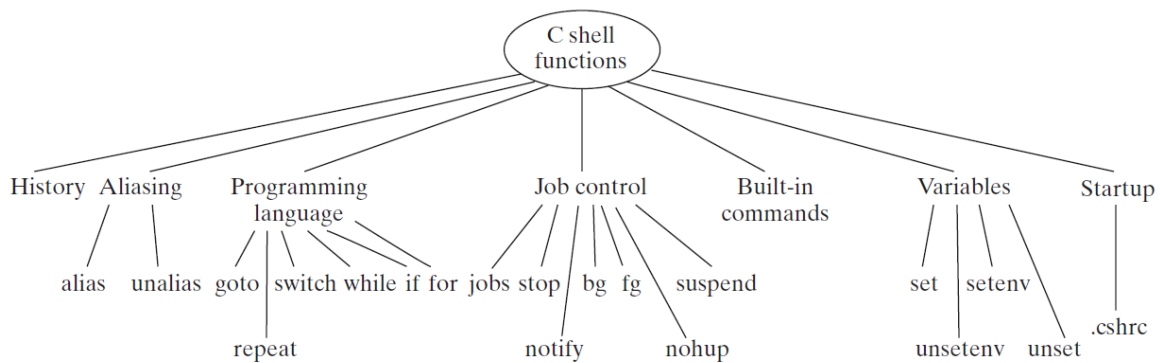 C shell
functions
History Aliasing Programming Job control Built-in Variables Startup
language commands
alias unalias goto switch while if for jobs stop bg fg suspend set setenv
.cshrc
repeat notify nohup unsetenv unset